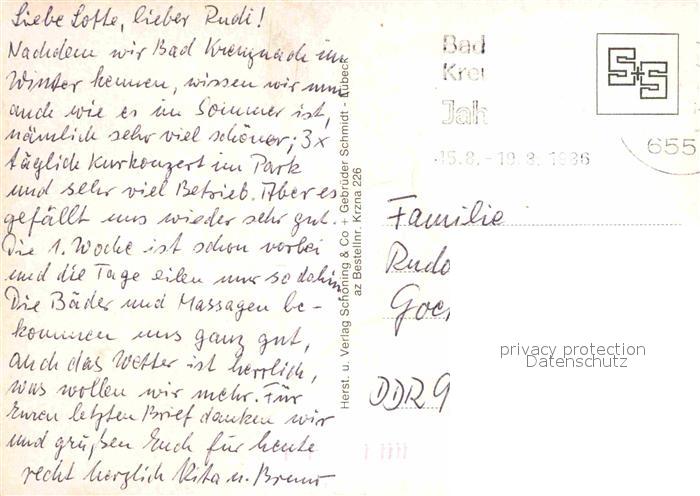 Liebe Lotte, lieber Rudi!
Nachdem wir Bad Kreuznach im
Winter kennen, wissen wir nun
auch wie es im Sommer ist,
nämlich sehr viel schöner; 3x
täglich Kurkonzert im Park
und sehr viel Betrieb. Aber es
gefällt uns wieder sehr gut.
Die 1. Woche ist schon vorbei
und die Tage eilen nur so dahin.
Die Bäder und Massagen be-
kommen uns ganz gut,
auch das Wetter ist herrlich,
was wollen wir mehr. Für
Euren letzten Brief danken wir
und grüßen Euch für heute
recht herzlich Rita u. Bruno
Herst. u. Verlag Schöning & Co + Gebrüder Schmidt - Lübeck
az Bestellnr. Krzna 226
Bad
Kreu
Jah
15.8. - 19.8. 1986
655
S+S
Familie
Rudo
Goe
DDR 9
privacy protection
Datenschutz